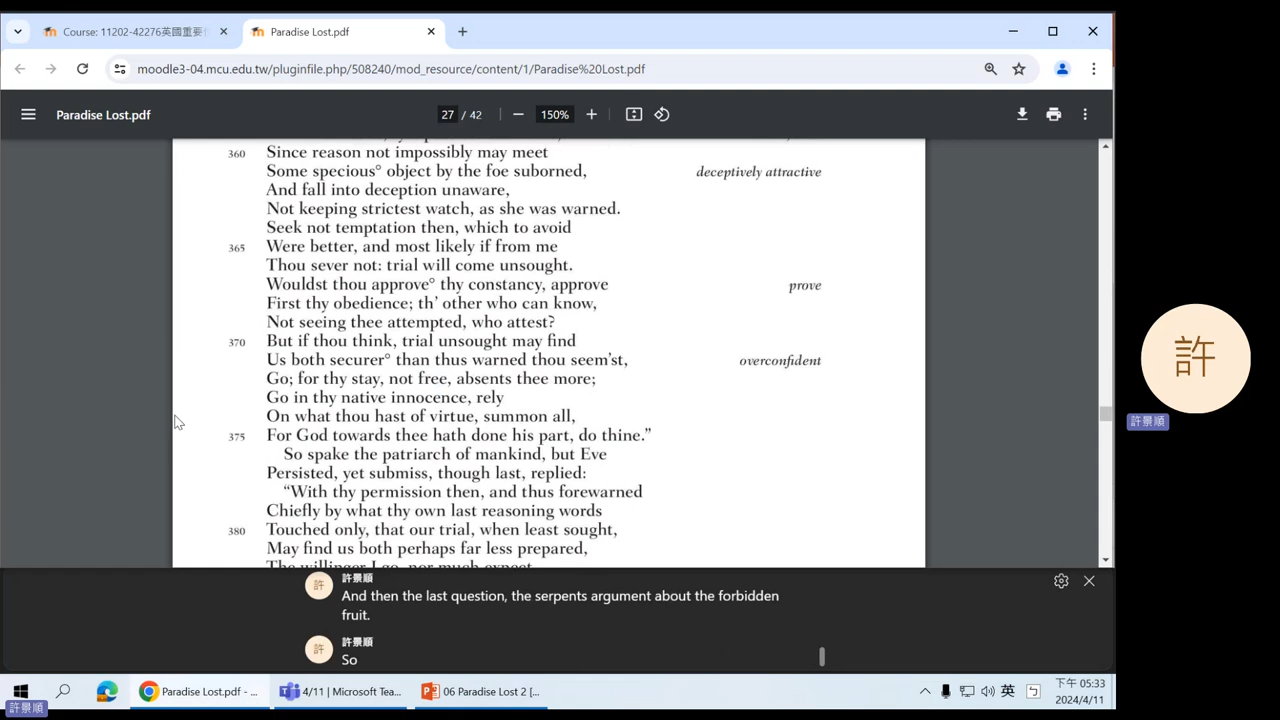 Course: 11202-42276英國重要
Paradise Lost.pdf
moodle3-04.mcu.edu.tw/pluginfile.php/508240/mod_resource/content/1/Paradise%20Lost.pdf
Paradise Lost.pdf
27 / 42
150%
360 Since reason not impossibly may meet
Some specious° object by the foe suborned, deceptively attractive
And fall into deception unaware,
Not keeping strictest watch, as she was warned.
Seek not temptation then, which to avoid
365 Were better, and most likely if from me
Thou sever not: trial will come unsought.
Wouldst thou approve° thy constancy, approve prove
First thy obedience; th’ other who can know,
Not seeing thee attempted, who attest?
370 But if thou think, trial unsought may find
Us both securer° than thus warned thou seem’st, overconfident
Go; for thy stay, not free, absents thee more;
Go in thy native innocence, rely
On what thou hast of virtue, summon all,
375 For God towards thee hath done his part, do thine.”
So spake the patriarch of mankind, but Eve
Persisted, yet submiss, though last, replied:
“With thy permission then, and thus forewarned
Chiefly by what thy own last reasoning words
380 Touched only, that our trial, when least sought,
May find us both perhaps far less prepared,
The willinger I go, nor much expect
許
許景順
許
許景順
And then the last question, the serpents argument about the forbidden
fruit.
許
許景順
So
Paradise Lost.pdf - ...
4/11 | Microsoft Tea...
06 Paradise Lost 2 [...
英
下午 05:33
2024/4/11
許景順